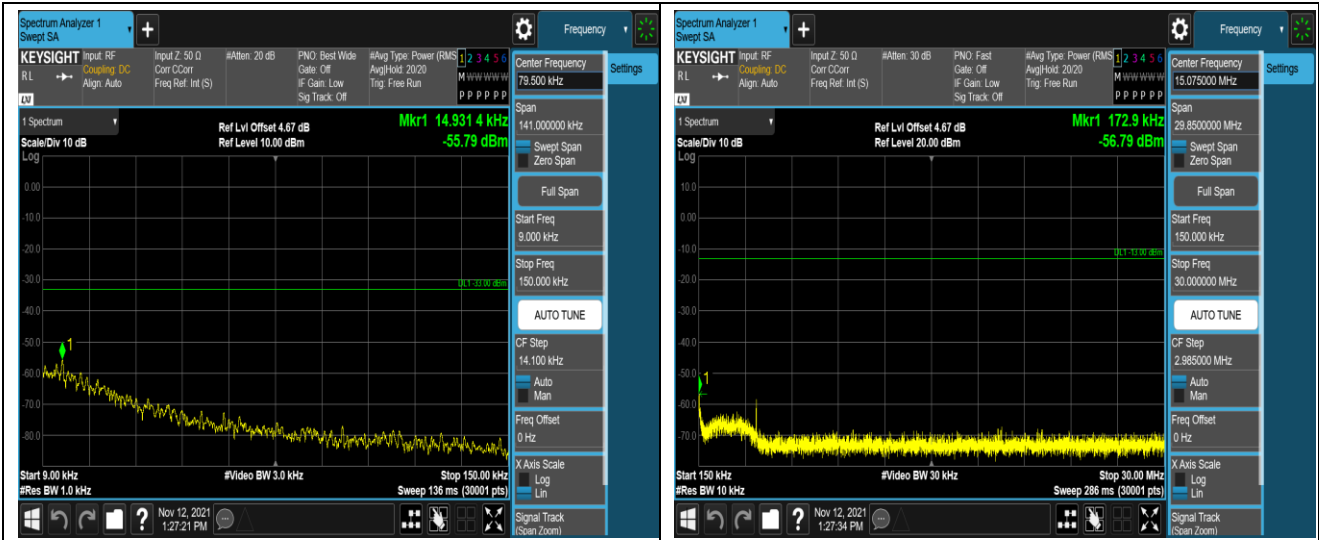 Spectrum Analyzer 1
Swept SA
+
Frequency
KEYSIGHT
RL
LXI
Input: RF
Coupling: DC
Align: Auto
Input Z: 50 Ω
Corr CCorr
Freq Ref: Int (S)
#Atten: 20 dB
PNO: Best Wide
Gate: Off
IF Gain: Low
Sig Track: Off
#Avg Type: Power (RMS
Avg|Hold: 20/20
Trig: Free Run
1 2 3 4 5 6
M W W W W W
P P P P P P
1 Spectrum
Scale/Div 10 dB
Ref Lvl Offset 4.67 dB
Ref Level 10.00 dBm
Mkr1 14.931 4 kHz
-55.79 dBm
Log
0.00
-10.0
-20.0
-30.0
-40.0
-50.0
-60.0
-70.0
-80.0
DL1 -33.00 dBm
1
Start 9.00 kHz
#Res BW 1.0 kHz
#Video BW 3.0 kHz
Stop 150.00 kHz
Sweep 136 ms (30001 pts)
Nov 12, 2021
1:27:21 PM
?
Center Frequency
79.500 kHz
Span
141.000000 kHz
Swept Span
Zero Span
Full Span
Start Freq
9.000 kHz
Stop Freq
150.000 kHz
AUTO TUNE
CF Step
14.100 kHz
Auto
Man
Freq Offset
0 Hz
X Axis Scale
Log
Lin
Signal Track
(Span Zoom)
Settings
Spectrum Analyzer 1
Swept SA
+
Frequency
KEYSIGHT
RL
LXI
Input: RF
Coupling: DC
Align: Auto
Input Z: 50 Ω
Corr CCorr
Freq Ref: Int (S)
#Atten: 30 dB
PNO: Fast
Gate: Off
IF Gain: Low
Sig Track: Off
#Avg Type: Power (RMS
Avg|Hold: 20/20
Trig: Free Run
1 2 3 4 5 6
M W W W W W
P P P P P P
1 Spectrum
Scale/Div 10 dB
Ref Lvl Offset 4.67 dB
Ref Level 20.00 dBm
Mkr1 172.9 kHz
-56.79 dBm
Log
10.0
0.00
-10.0
-20.0
-30.0
-40.0
-50.0
-60.0
-70.0
DL1 -13.00 dBm
1
Start 150 kHz
#Res BW 10 kHz
#Video BW 30 kHz
Stop 30.00 MHz
Sweep 286 ms (30001 pts)
Nov 12, 2021
1:27:34 PM
?
Center Frequency
15.075000 MHz
Span
29.8500000 MHz
Swept Span
Zero Span
Full Span
Start Freq
150.000 kHz
Stop Freq
30.000000 MHz
AUTO TUNE
CF Step
2.985000 MHz
Auto
Man
Freq Offset
0 Hz
X Axis Scale
Log
Lin
Signal Track
(Span Zoom)
Settings